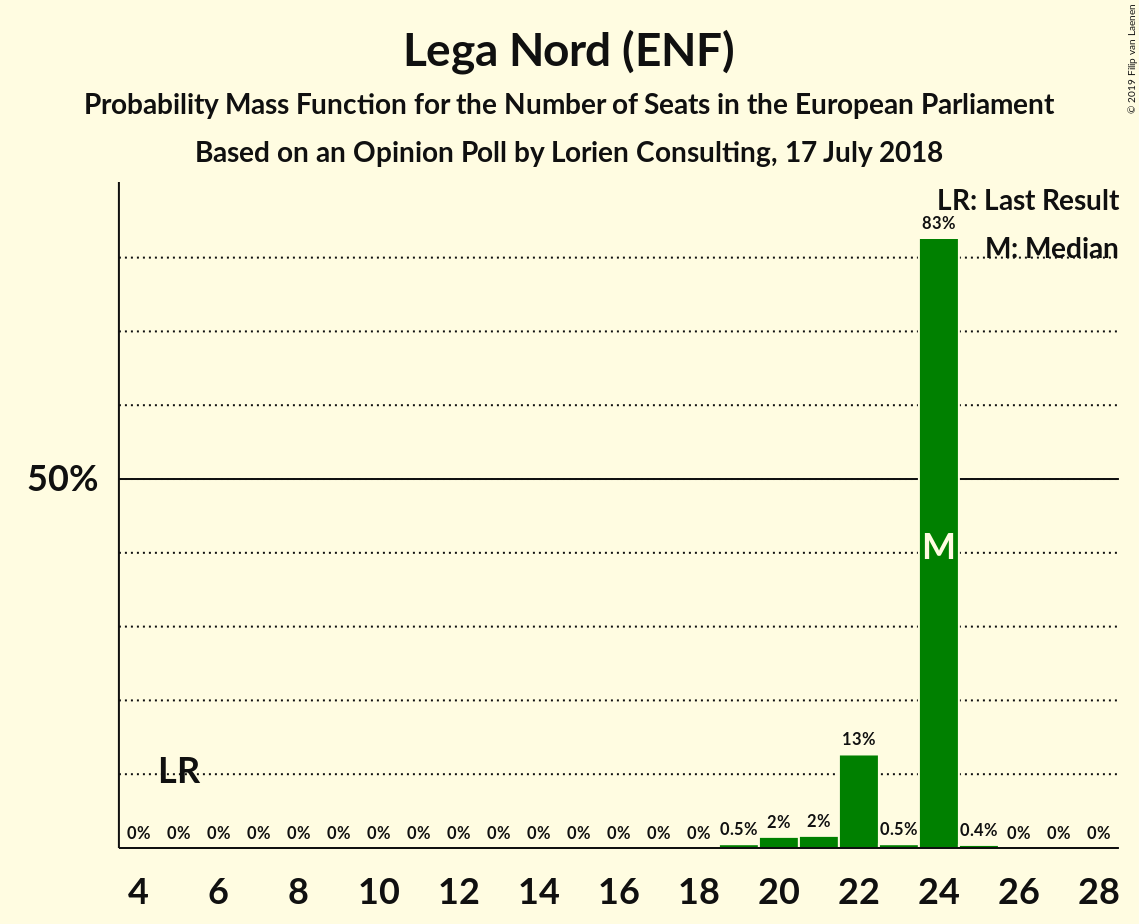 Lega Nord (ENF)
Probability Mass Function for the Number of Seats in the European Parliament
Based on an Opinion Poll by Lorien Consulting, 17 July 2018
© 2019 Filip van Laenen
LR: Last Result
M: Median
83%
50%
M
13%
LR
0% 0% 0% 0% 0% 0% 0% 0% 0% 0% 0% 0% 0% 0% 0% 0.5% 2% 2% 0.5% 0.4% 0% 0% 0%
4 6 8 10 12 14 16 18 20 22 24 26 28